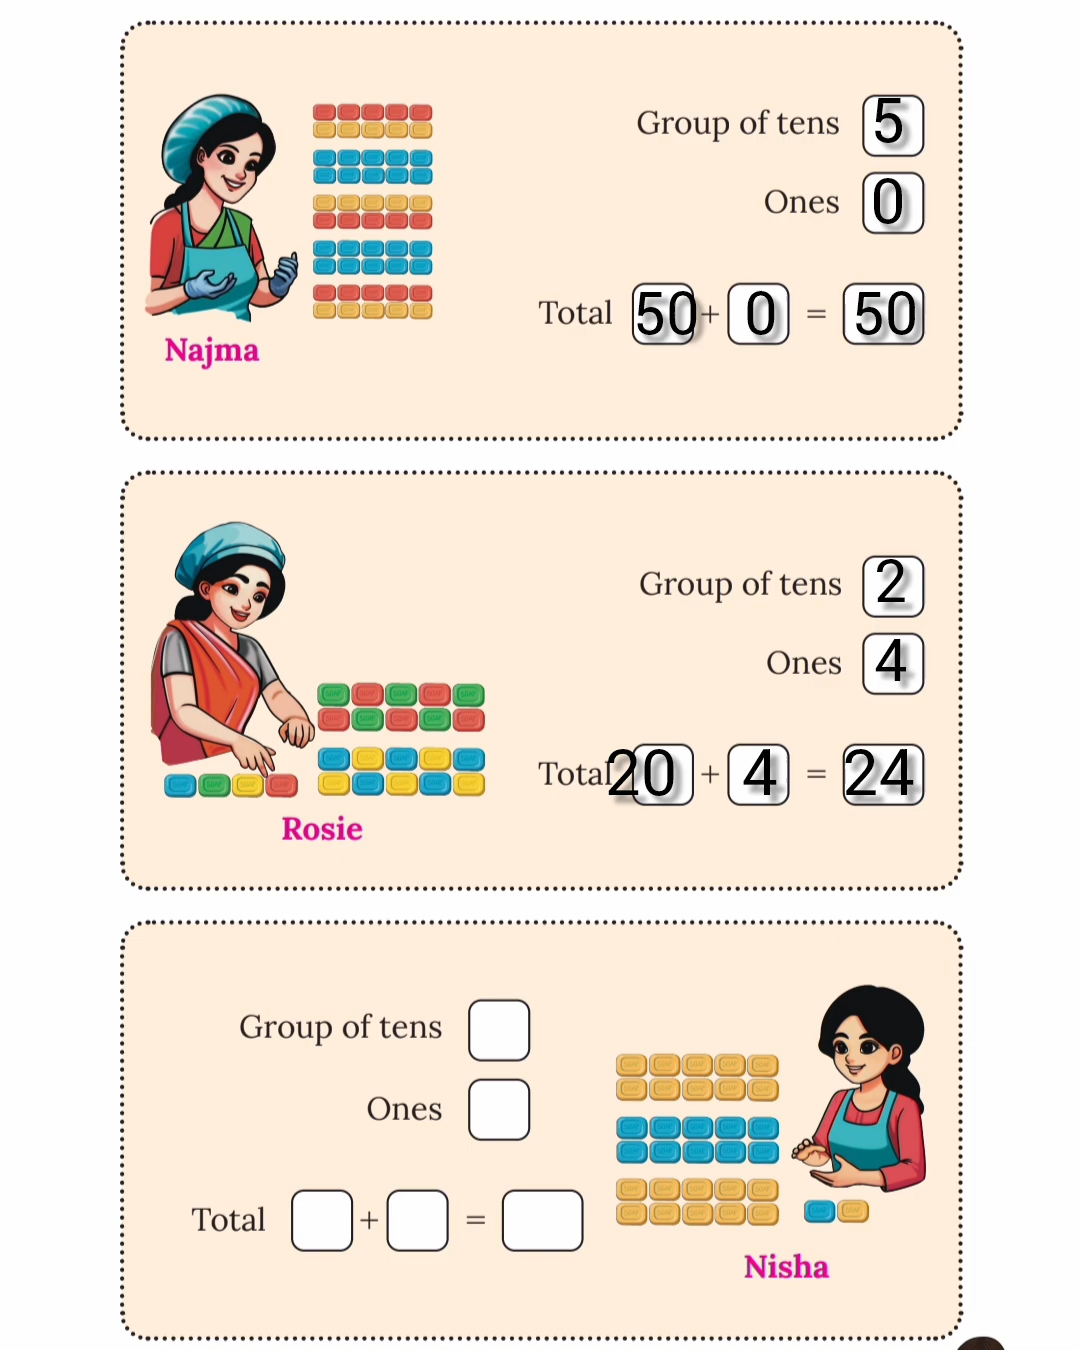 Group of tens 5
Ones 0
Total 50 + 0 = 50
Najma
Group of tens 2
Ones 4
Total 20 + 4 = 24
Rosie
Group of tens
Ones
Total + =
Nisha